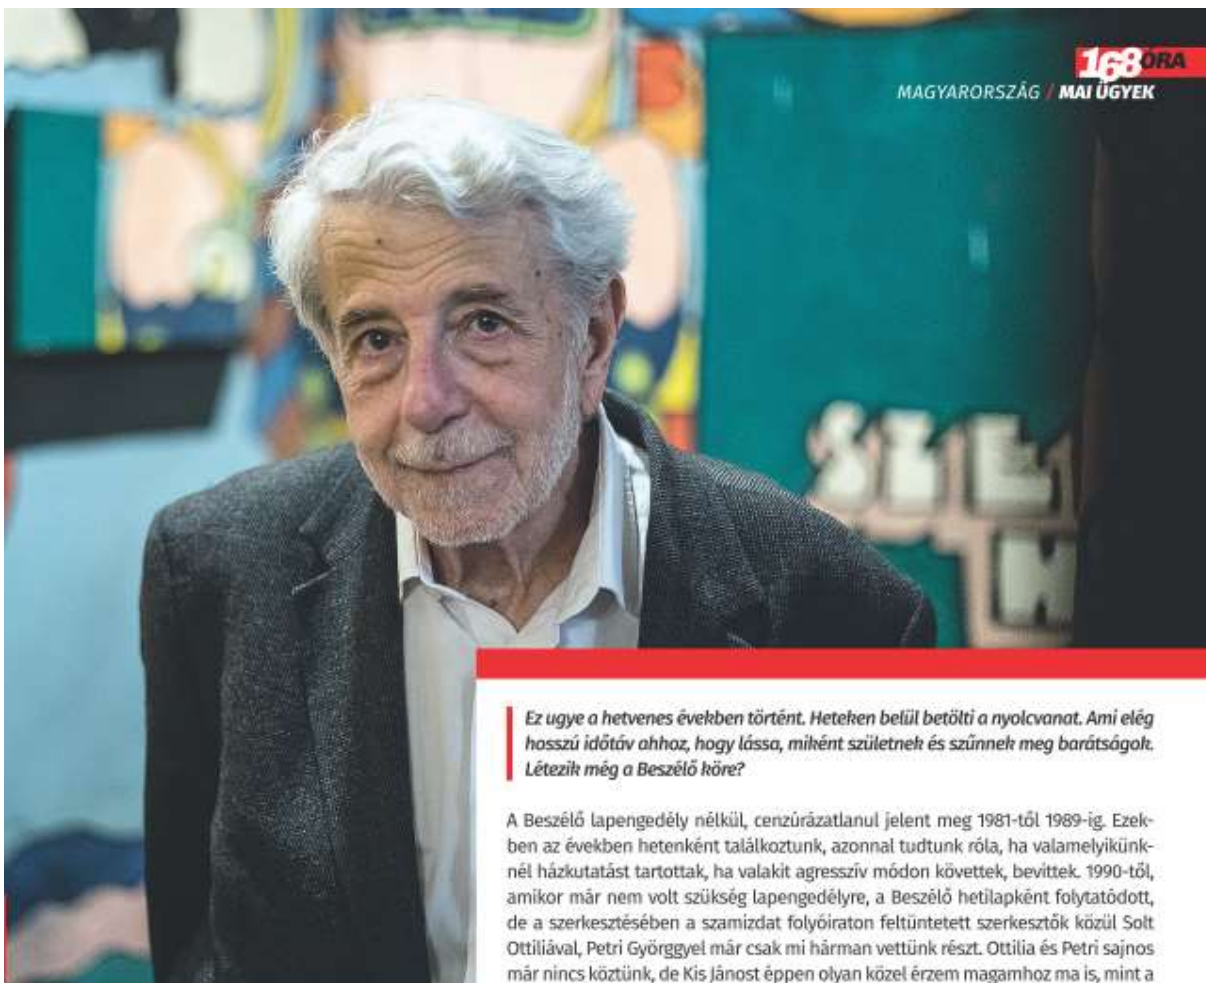 168 ÓRA
MAGYARORSZÁG / MAI ÜGYEK
SZE
Ez ugye a hetvenes években történt. Heteken belül betölti a nyolcvanat. Ami elég
hosszú időtáv ahhoz, hogy lássa, miként születnek és szűnnek meg barátságok.
Létezik még a Beszélő köre?
A Beszélő lapengedély nélkül, cenzúrázatlanul jelent meg 1981-től 1989-ig. Ezek-
ben az években hetenként találkoztunk, azonnal tudtunk róla, ha valamelyikünk-
nél házkutatást tartottak, ha valakit agresszív módon követtek, bevittek. 1990-től,
amikor már nem volt szükség lapengedélyre, a Beszélő hetilapként folytatódott,
de a szerkesztésében a szamizdat folyóiraton feltüntetett szerkesztők közül Solt
Ottiliával, Petri Györggyel már csak mi hárman vettünk részt. Ottilia és Petri sajnos
már nincs köztünk, de Kis Jánost éppen olyan közel érzem magamhoz ma is, mint a